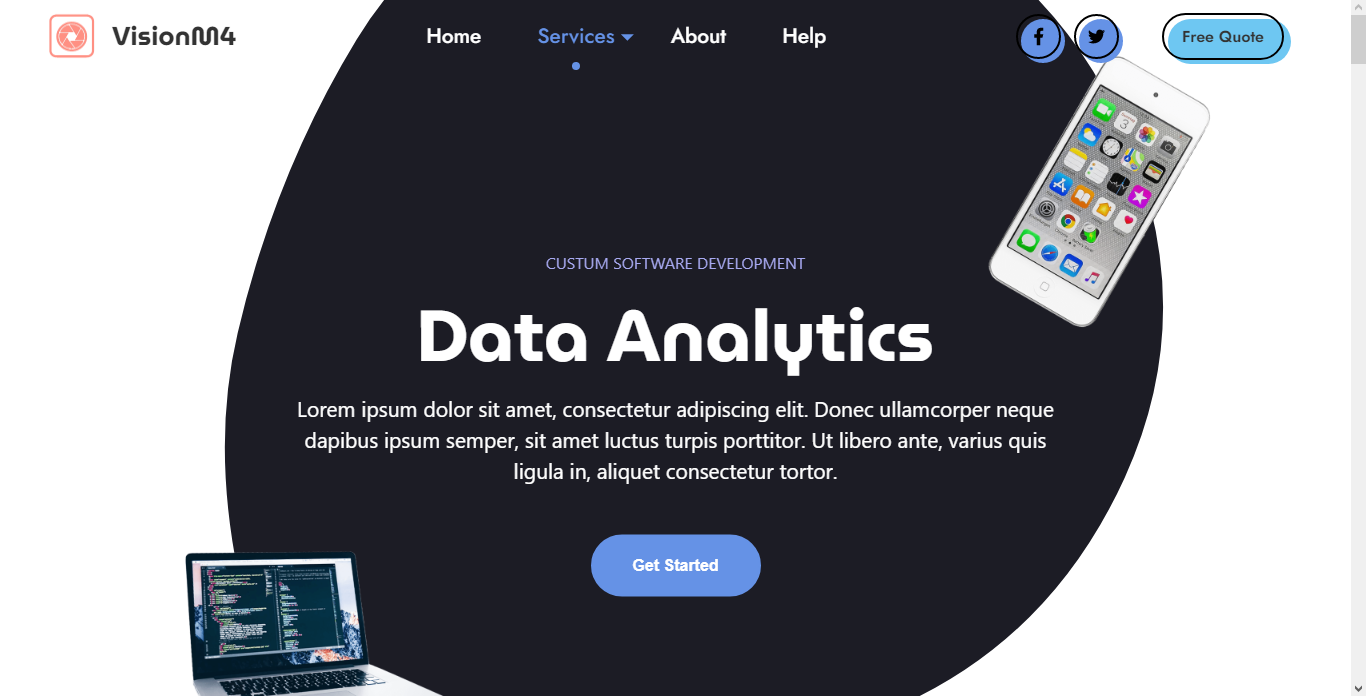 VisionM4
Home
Services
About
Help
Free Quote
CUSTUM SOFTWARE DEVELOPMENT
Data Analytics
Lorem ipsum dolor sit amet, consectetur adipiscing elit. Donec ullamcorper neque
dapibus ipsum semper, sit amet luctus turpis porttitor. Ut libero ante, varius quis
ligula in, aliquet consectetur tortor.
Get Started